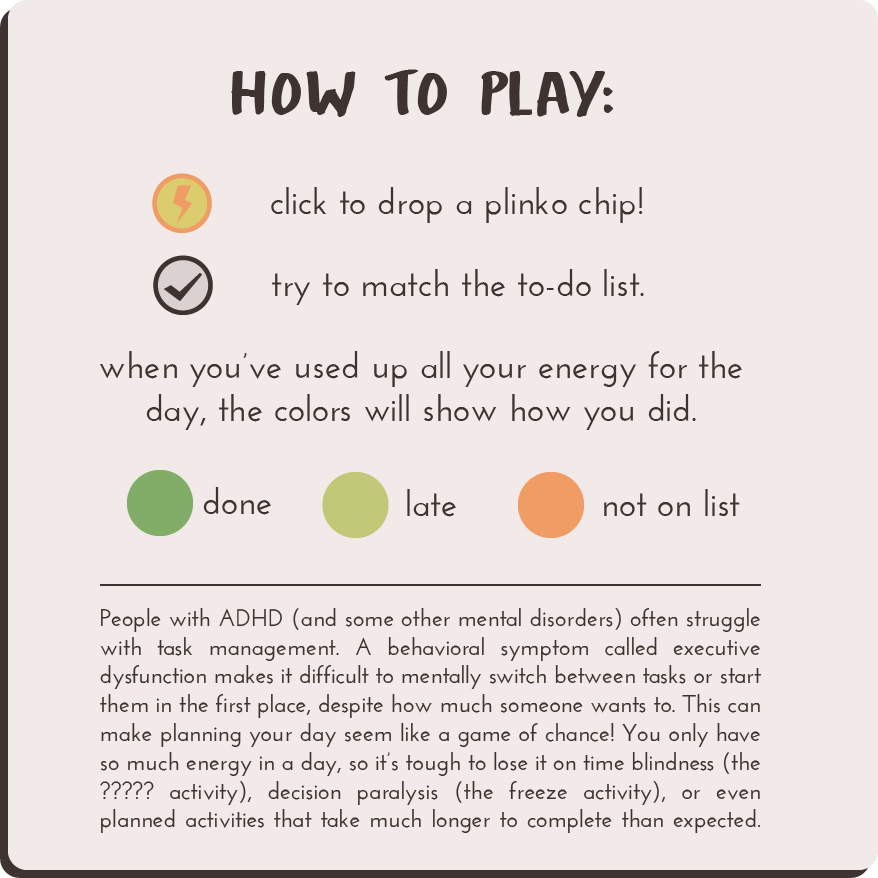 HOW TO PLAY:
click to drop a plinko chip!
try to match the to-do list.
when you've used up all your energy for the
day, the colors will show how you did.
done late not on list
People with ADHD (and some other mental disorders) often struggle
with task management. A behavioral symptom called executive
dysfunction makes it difficult to mentally switch between tasks or start
them in the first place, despite how much someone wants to. This can
make planning your day seem like a game of chance! You only have
so much energy in a day, so it's tough to lose it on time blindness (the
????? activity), decision paralysis (the freeze activity), or even
planned activities that take much longer to complete than expected.